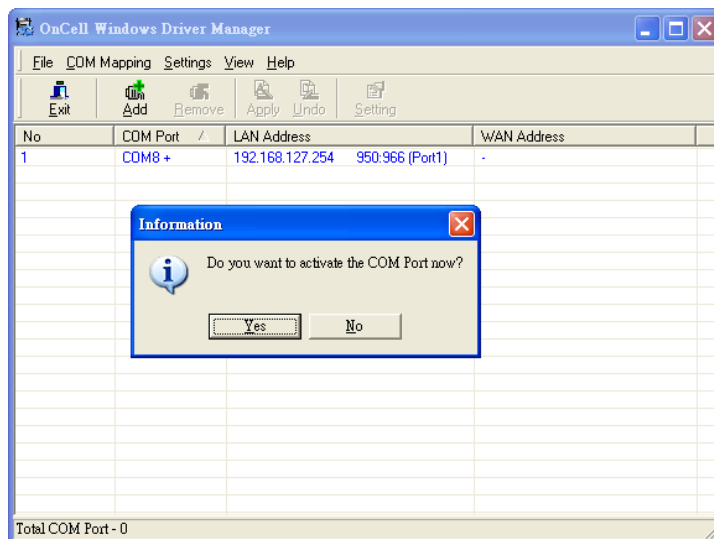 OnCell Windows Driver Manager
File COM Mapping Settings View Help
Exit Add Remove Apply Undo Setting
No COM Port LAN Address WAN Address
1 COM8 + 192.168.127.254 950:966 (Port1) -
Information
Do you want to activate the COM Port now?
Yes No
Total COM Port - 0